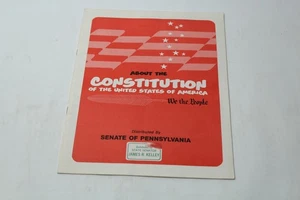 ABOUT THE
CONSTITUTION
OF THE UNITED STATES OF AMERICA
We the People
Distributed By
SENATE OF PENNSYLVANIA
JAMES R. KELLEY